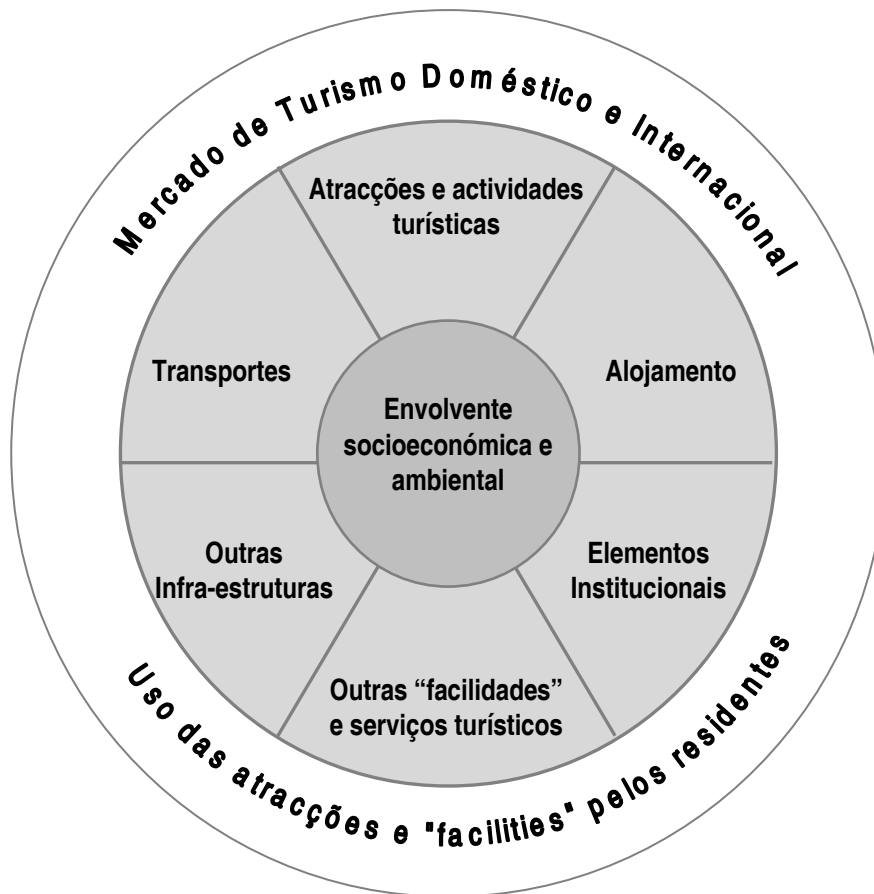 Mercado de Turismo Doméstico e Internacional
Atracções e actividades
turísticas
Transportes
Alojamento
Envolvente
socioeconómica e
ambiental
Outras
Infra-estruturas
Elementos
Institucionais
Outras “facilidades”
e serviços turísticos
Uso das atracções e "facilities" pelos residentes